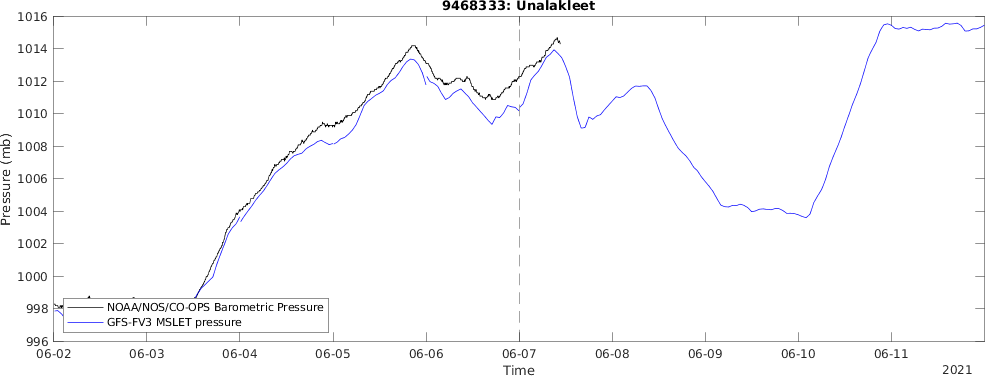 9468333: Unalakleet
1016
1014
1012
1010
1008
1006
1004
1002
1000
998
996
Pressure (mb)
NOAA/NOS/CO-OPS Barometric Pressure
GFS-FV3 MSLET pressure
06-02 06-03 06-04 06-05 06-06 06-07 06-08 06-09 06-10 06-11
Time
2021